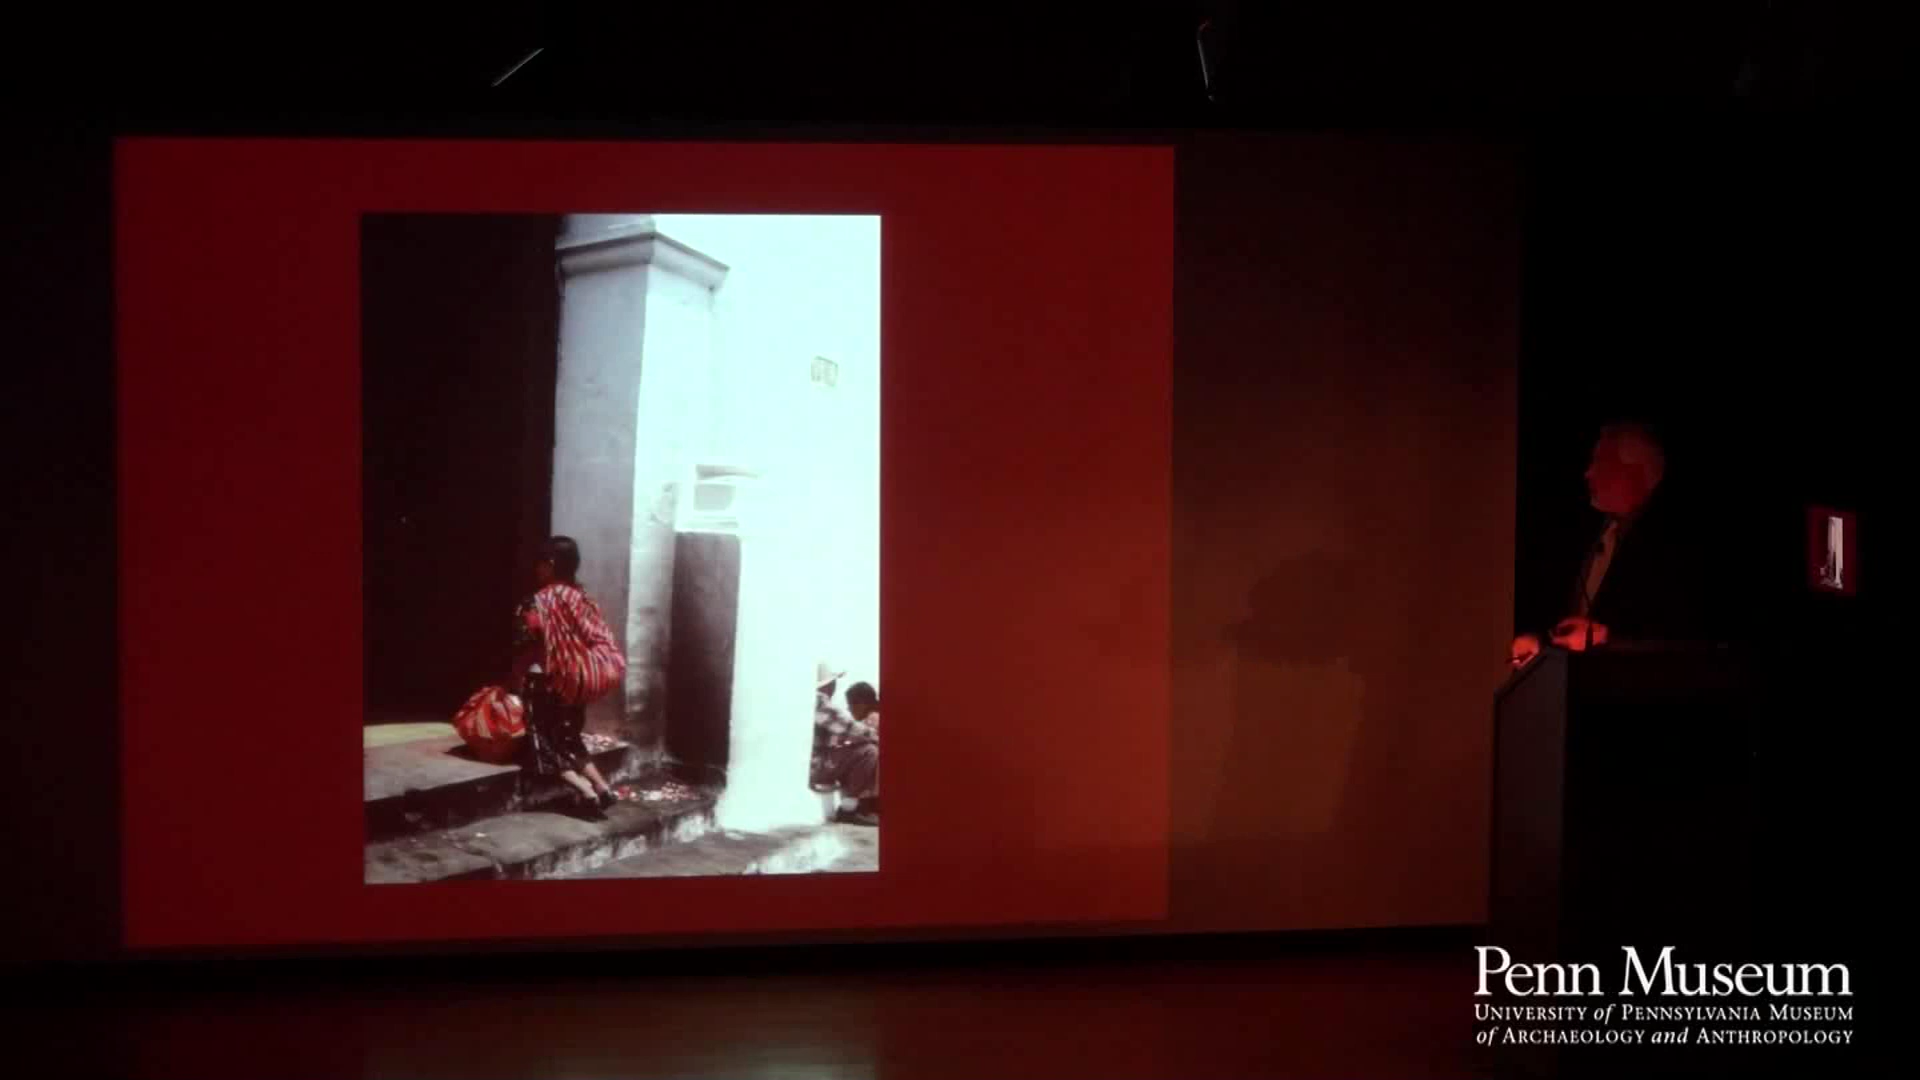 Penn Museum
University of Pennsylvania Museum
of Archaeology and Anthropology